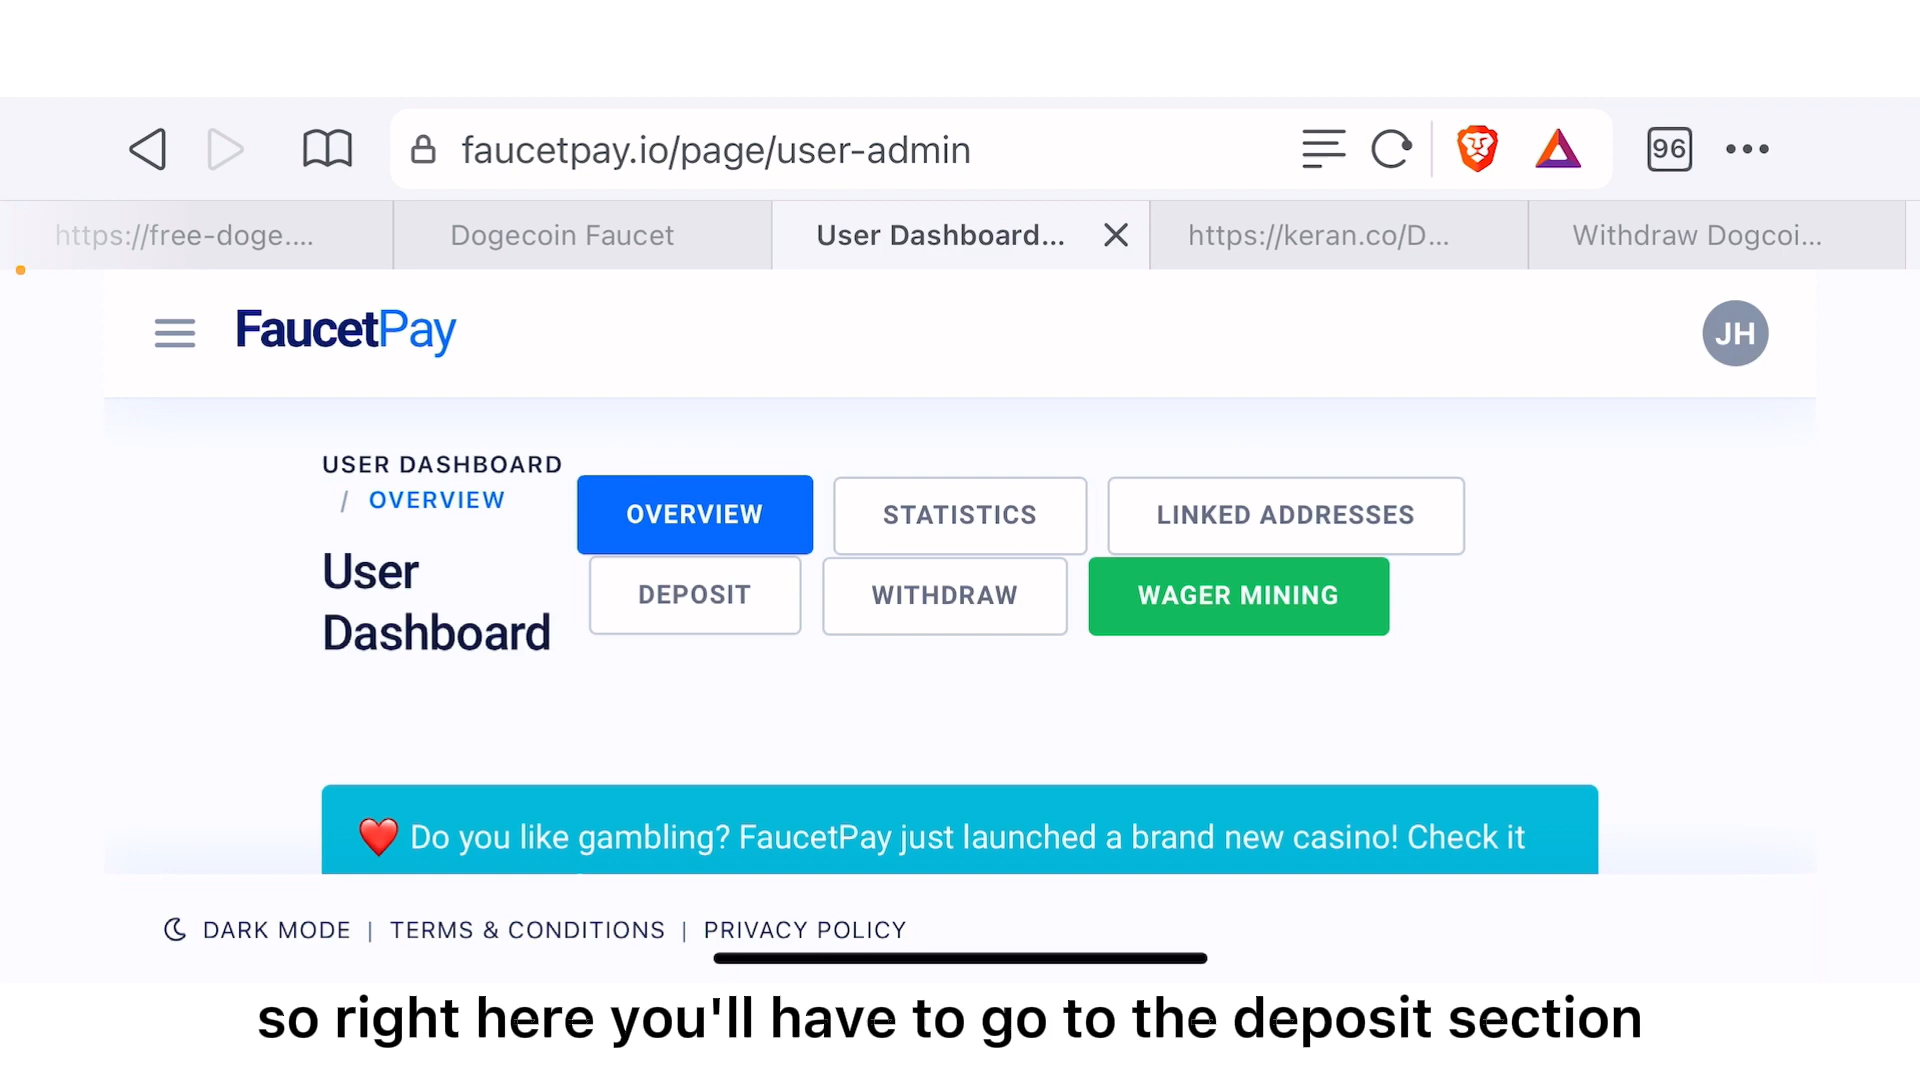 faucetpay.io/page/user-admin
96
https://free-doge....
Dogecoin Faucet
User Dashboard...
https://keran.co/D...
Withdraw Dogcoi...
FaucetPay
JH
USER DASHBOARD
/ OVERVIEW
User
Dashboard
OVERVIEW
STATISTICS
LINKED ADDRESSES
DEPOSIT
WITHDRAW
WAGER MINING
❤️ Do you like gambling? FaucetPay just launched a brand new casino! Check it
DARK MODE | TERMS & CONDITIONS | PRIVACY POLICY
so right here you'll have to go to the deposit section